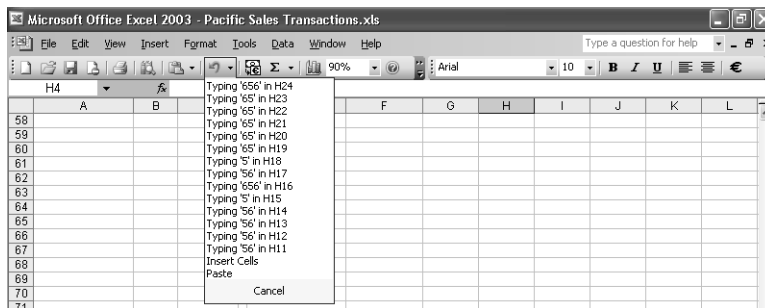 Microsoft Office Excel 2003 - Pacific Sales Transactions.xls
File Edit View Insert Format Tools Data Window Help Type a question for help
Σ 90% Arial 10 B I U €
H4 fx
A B F G H I J K L
58
59
60
61
62
63
64
65
66
67
68
69
70
71
Typing '656' in H24
Typing '65' in H23
Typing '65' in H22
Typing '65' in H21
Typing '65' in H20
Typing '65' in H19
Typing '5' in H18
Typing '56' in H17
Typing '656' in H16
Typing '5' in H15
Typing '56' in H14
Typing '56' in H13
Typing '56' in H12
Typing '56' in H11
Insert Cells
Paste
Cancel